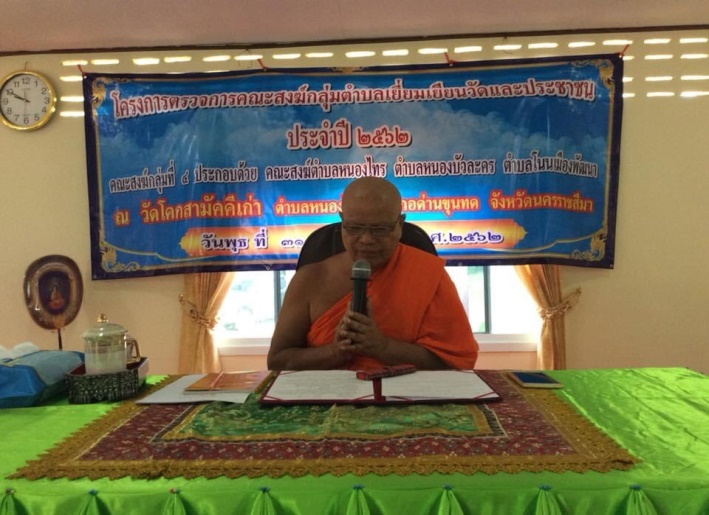 โครงการตรวจการคณะสงฆ์กลุ่มตำบลเยี่ยมเยียนวัดและประชาชน
ประจำปี ๒๕๖๒
คณะสงฆ์กลุ่มที่ ๔ ประกอบด้วย คณะสงฆ์ตำบลหนองไทร ตำบลหนองบัวละคร ตำบลโนนเมืองพัฒนา
ณ วัดโคกสามัคคีเก่า ตำบลหนอง ด่านขุนทด จังหวัดนครราชสีมา
วันพุธ ที่ ๓๑ ศ.๒๕๖๒